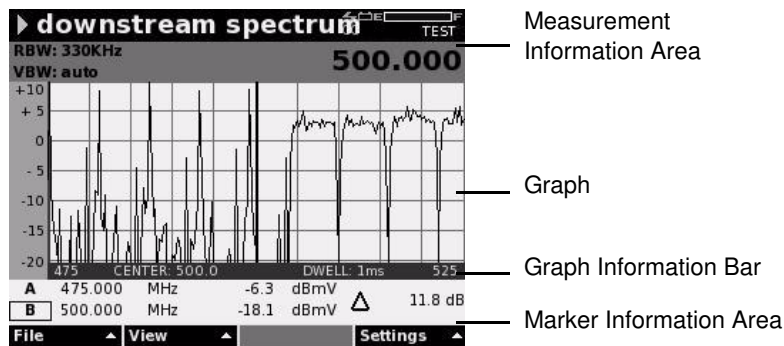 downstream spectrum
E F
TEST
RBW: 330KHz
VBW: auto
500.000
+10
+ 5
0
- 5
-10
-15
-20
475 CENTER: 500.0 DWELL: 1ms 525
A 475.000 MHz -6.3 dBmV
B 500.000 MHz -18.1 dBmV
Δ 11.8 dB
File View Settings
Measurement
Information Area
Graph
Graph Information Bar
Marker Information Area